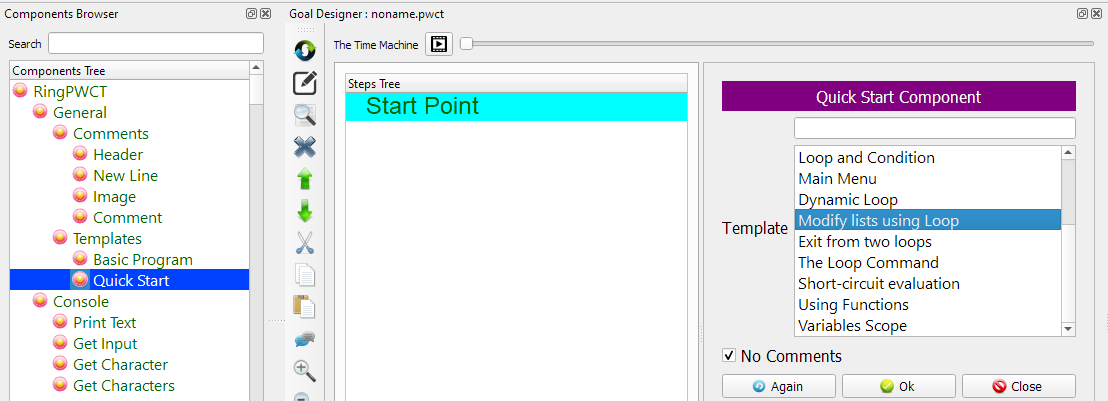 Components Browser
Search
Components Tree
RingPWCT
General
Comments
Header
New Line
Image
Comment
Templates
Basic Program
Quick Start
Console
Print Text
Get Input
Get Character
Get Characters
Goal Designer : noname.pwct
The Time Machine
Steps Tree
Start Point
Quick Start Component
Template
Loop and Condition
Main Menu
Dynamic Loop
Modify lists using Loop
Exit from two loops
The Loop Command
Short-circuit evaluation
Using Functions
Variables Scope
No Comments
Again
Ok
Close